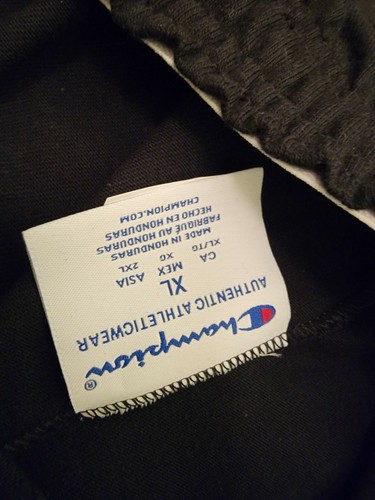 Champion®
AUTHENTIC ATHLETICWEAR
XL
CA MEX ASIA
XL/TG XG 2XL
MADE IN HONDURAS
FABRIQUÉ AU HONDURAS
HECHO EN HONDURAS
CHAMPION.COM